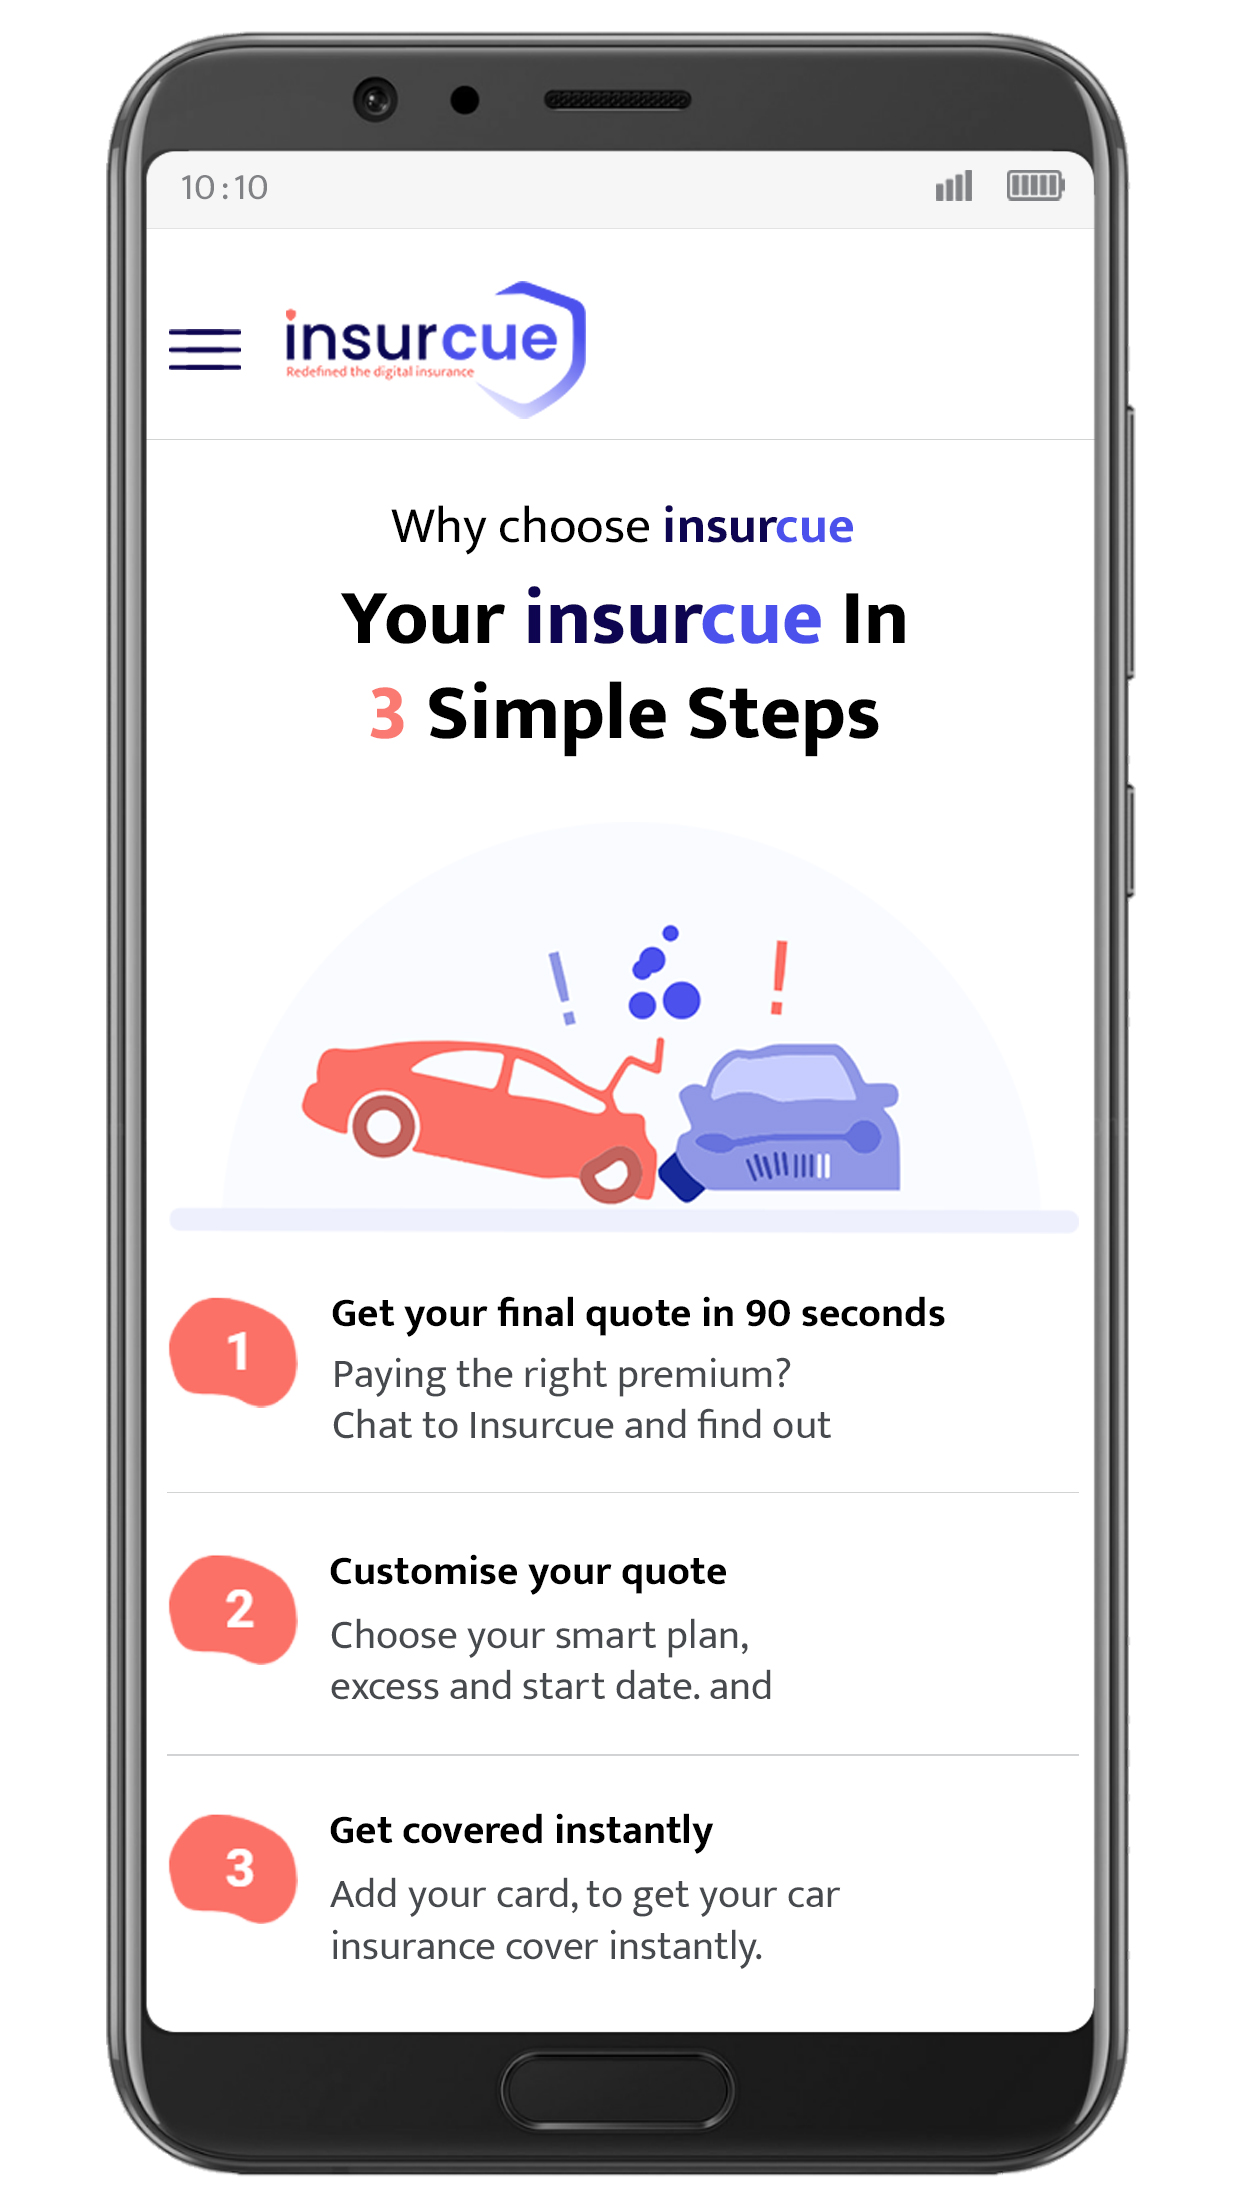 10:10
insurcue
Redefined the digital insurance
Why choose insurcue
Your insurcue In
3 Simple Steps
! !
1
Get your final quote in 90 seconds
Paying the right premium?
Chat to Insurcue and find out
2
Customise your quote
Choose your smart plan,
excess and start date. and
3
Get covered instantly
Add your card, to get your car
insurance cover instantly.